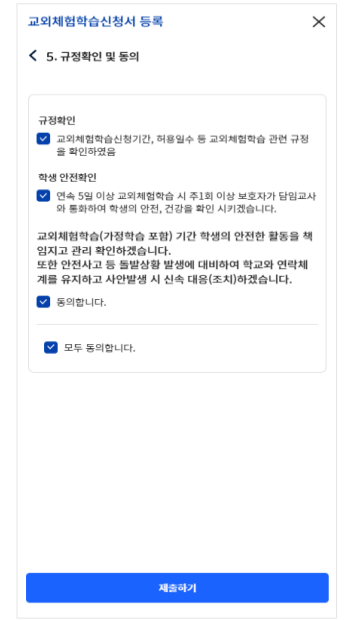 교외체험학습신청서 등록
5. 규정확인 및 동의
규정확인
교외체험학습신청기간, 허용일수 등 교외체험학습 관련 규정
을 확인하였음
학생 안전확인
연속 5일 이상 교외체험학습 시 주1회 이상 보호자가 담임교사
와 통화하여 학생의 안전, 건강을 확인 시키겠습니다.
교외체험학습(가정학습 포함) 기간 학생의 안전한 활동을 책
임지고 관리 확인하겠습니다.
또한 안전사고 등 돌발상황 발생에 대비하여 학교와 연락체
계를 유지하고 사안발생 시 신속 대응(조치)하겠습니다.
동의합니다.
모두 동의합니다.
제출하기